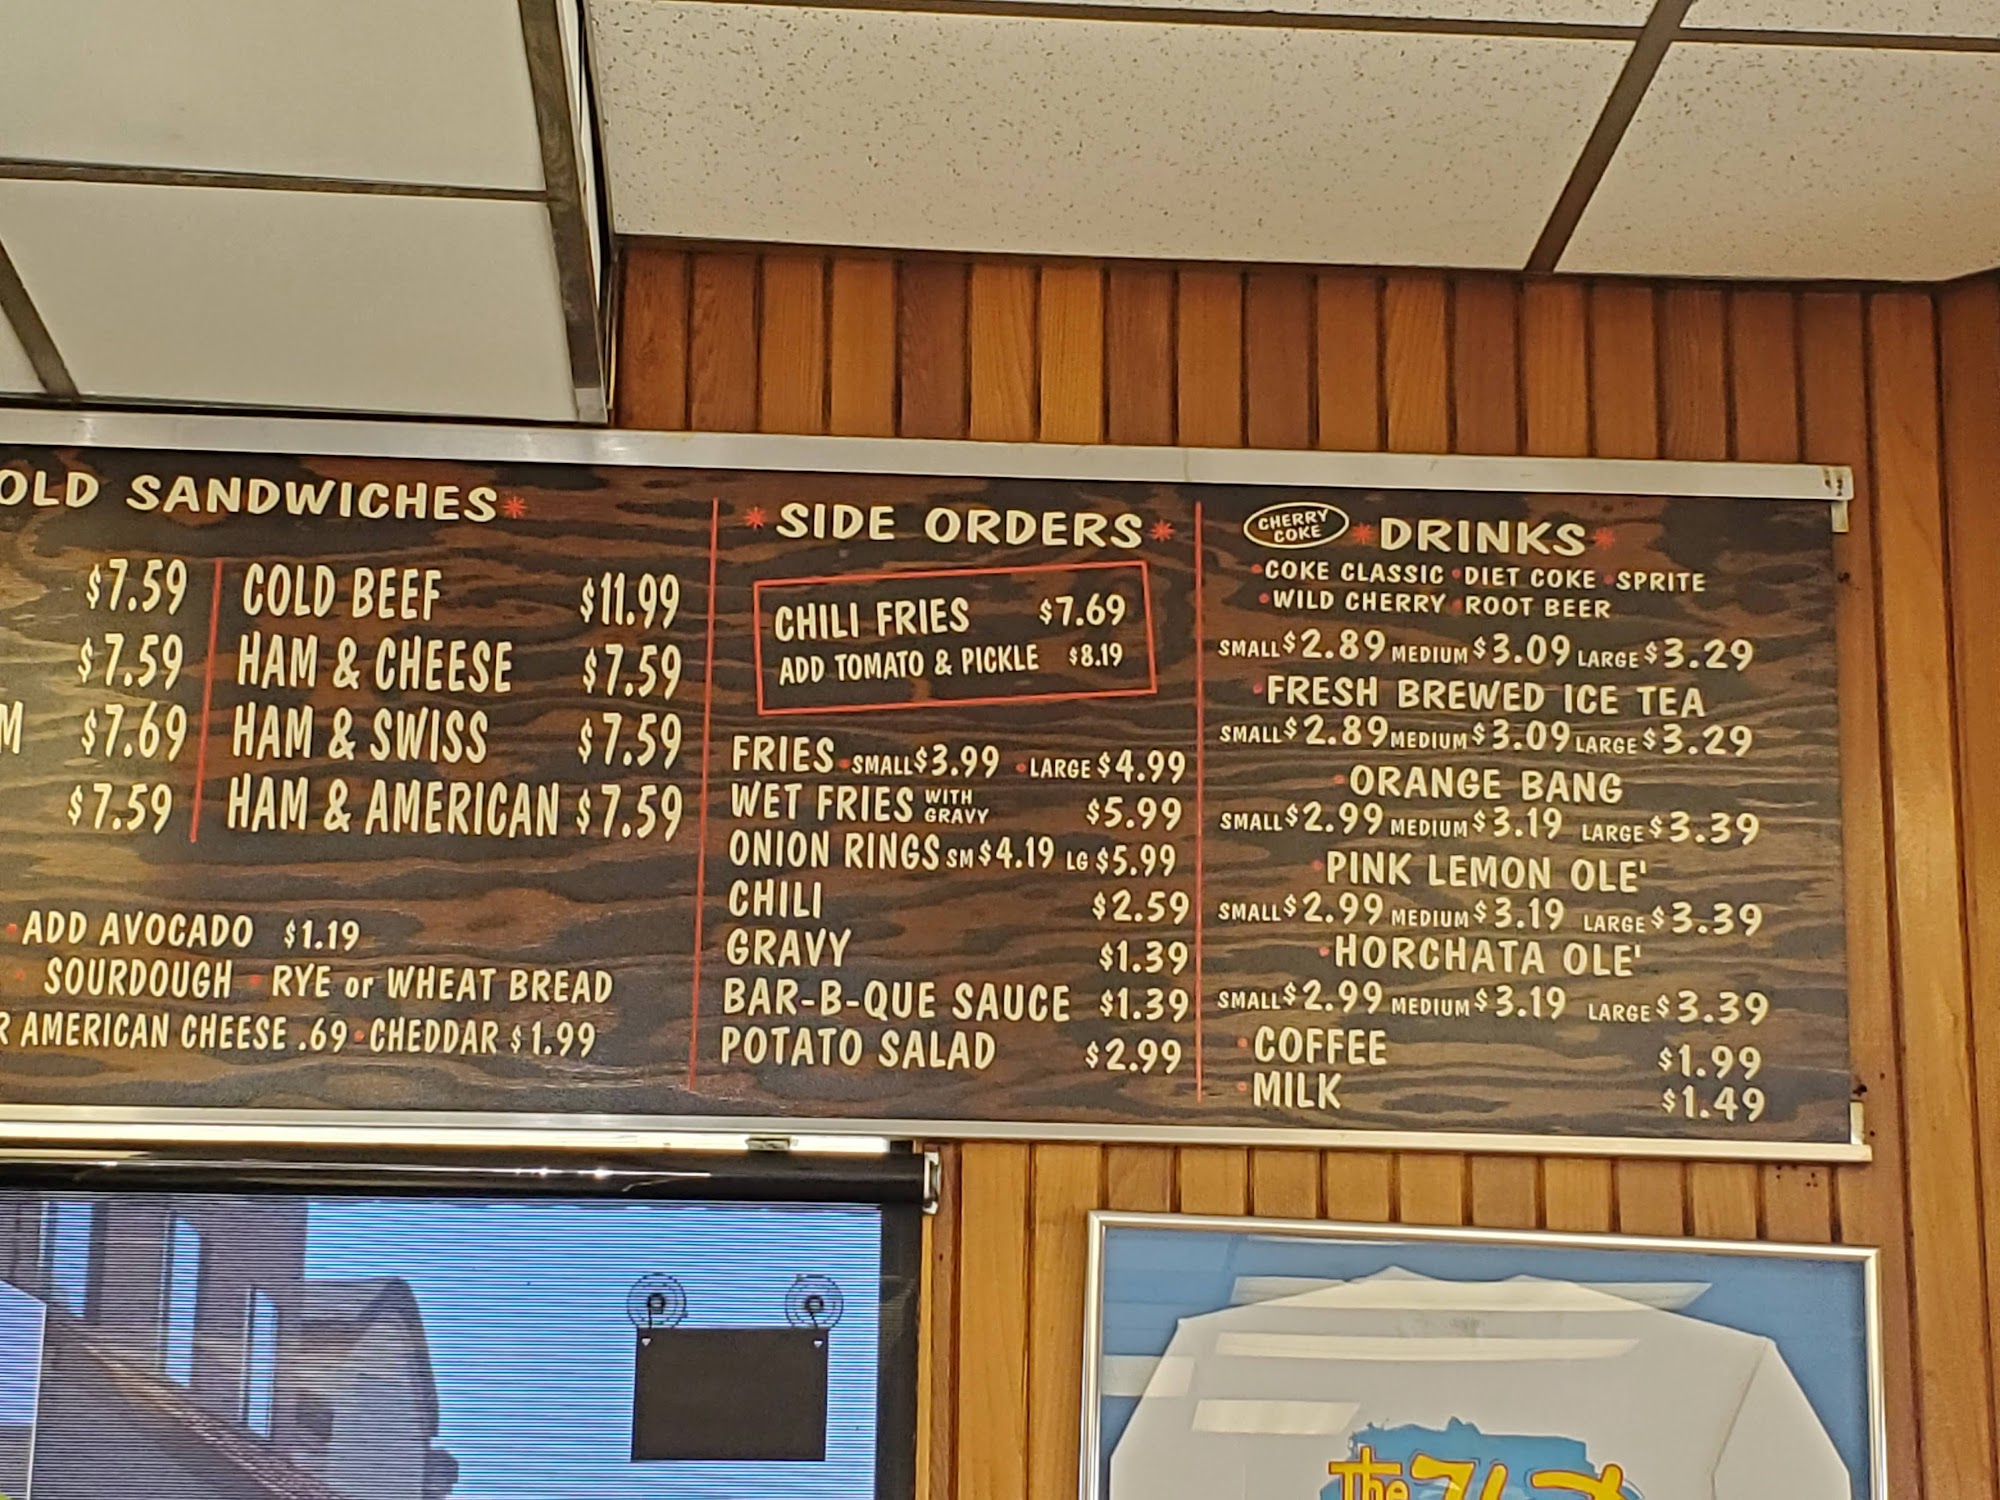 OLD SANDWICHES
$7.59
$7.59
M $7.69
$7.59
COLD BEEF $11.99
HAM & CHEESE $7.59
HAM & SWISS $7.59
HAM & AMERICAN $7.59
ADD AVOCADO $1.19
SOURDOUGH RYE or WHEAT BREAD
R AMERICAN CHEESE .69 CHEDDAR $1.99
SIDE ORDERS
CHILI FRIES $7.69
ADD TOMATO & PICKLE $8.19
FRIES SMALL $3.99 LARGE $4.99
WET FRIES WITH GRAVY $5.99
ONION RINGS SM $4.19 LG $5.99
CHILI $2.59
GRAVY $1.39
BAR-B-QUE SAUCE $1.39
POTATO SALAD $2.99
CHERRY COKE
DRINKS
COKE CLASSIC DIET COKE SPRITE
WILD CHERRY ROOT BEER
SMALL $2.89 MEDIUM $3.09 LARGE $3.29
FRESH BREWED ICE TEA
SMALL $2.89 MEDIUM $3.09 LARGE $3.29
ORANGE BANG
SMALL $2.99 MEDIUM $3.19 LARGE $3.39
PINK LEMON OLE'
SMALL $2.99 MEDIUM $3.19 LARGE $3.39
HORCHATA OLE'
SMALL $2.99 MEDIUM $3.19 LARGE $3.39
COFFEE $1.99
MILK $1.49
The